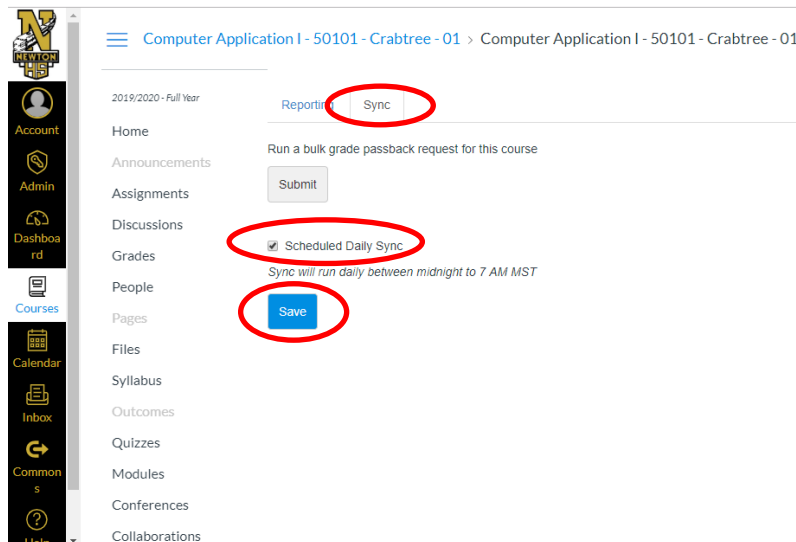 N
NEWTON
HS
Computer Application I - 50101 - Crabtree - 01 > Computer Application I - 50101 - Crabtree - 01
2019/2020 - Full Year
Reporting
Sync
Account
Home
Run a bulk grade passback request for this course
Announcements
Submit
Admin
Assignments
Discussions
Dashboa
rd
Scheduled Daily Sync
Grades
Sync will run daily between midnight to 7 AM MST
People
Courses
Save
Pages
Files
Calendar
Syllabus
Inbox
Outcomes
Quizzes
Common
s
Modules
Conferences
Collaborations
Help